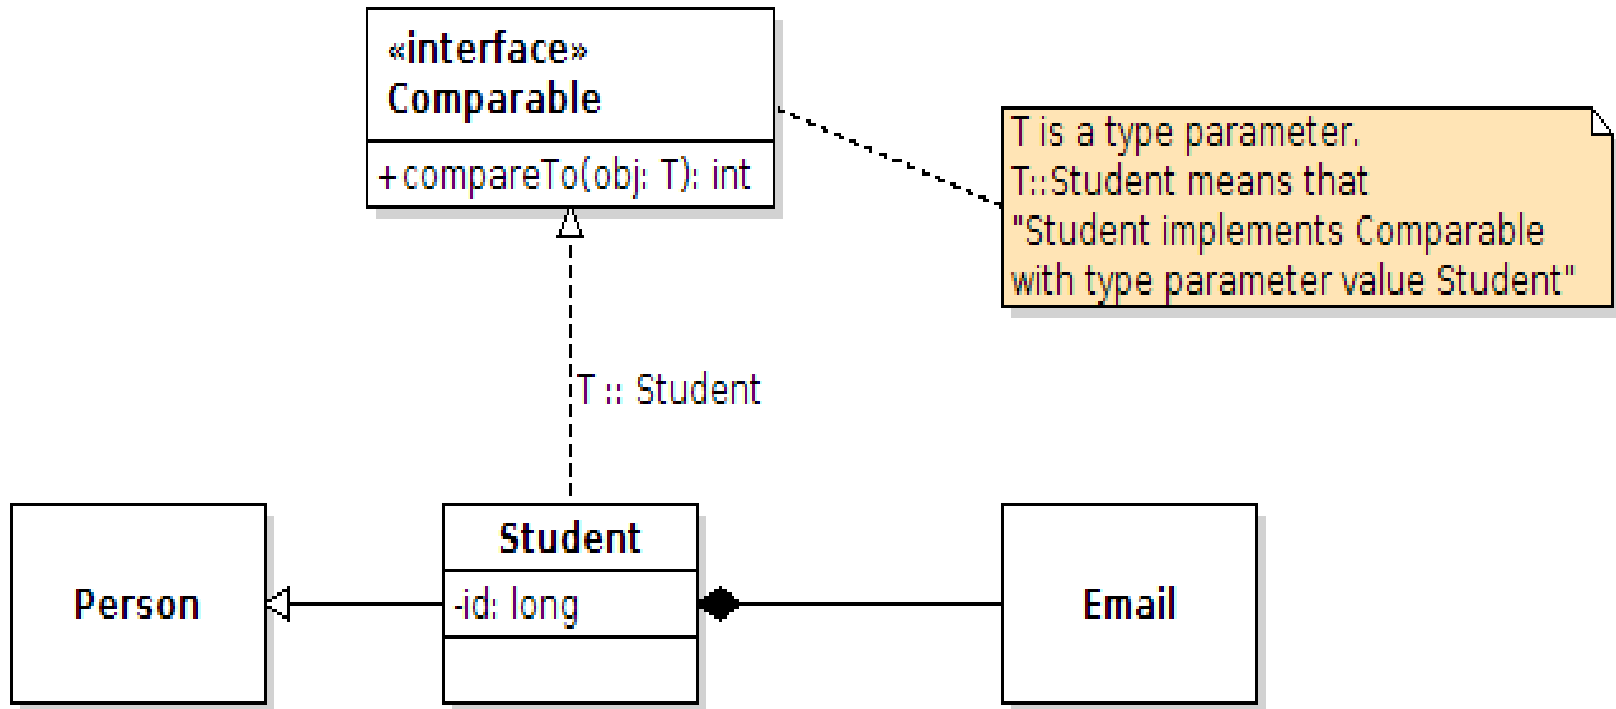 «interface»
Comparable
+compareTo(obj: T): int
T is a type parameter.
T::Student means that
"Student implements Comparable
with type parameter value Student"
T :: Student
Person
Student
-id: long
Email